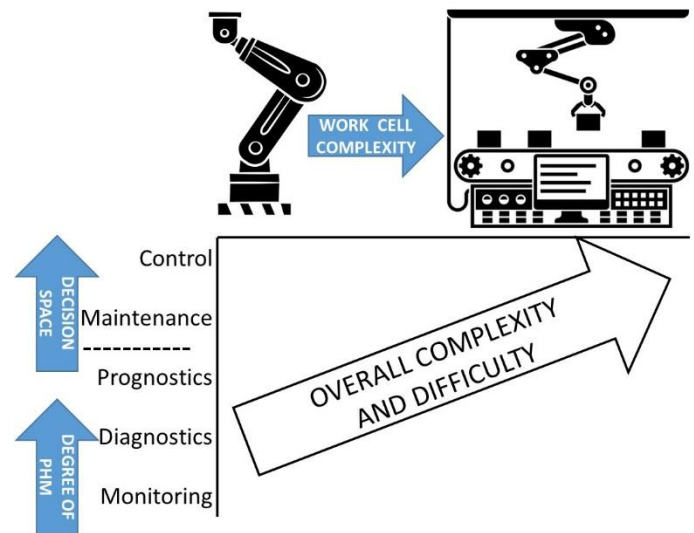 WORK CELL
COMPLEXITY
Control
Maintenance
Prognostics
Diagnostics
Monitoring
DECISION
SPACE
DEGREE OF
PHM
OVERALL COMPLEXITY
AND DIFFICULTY